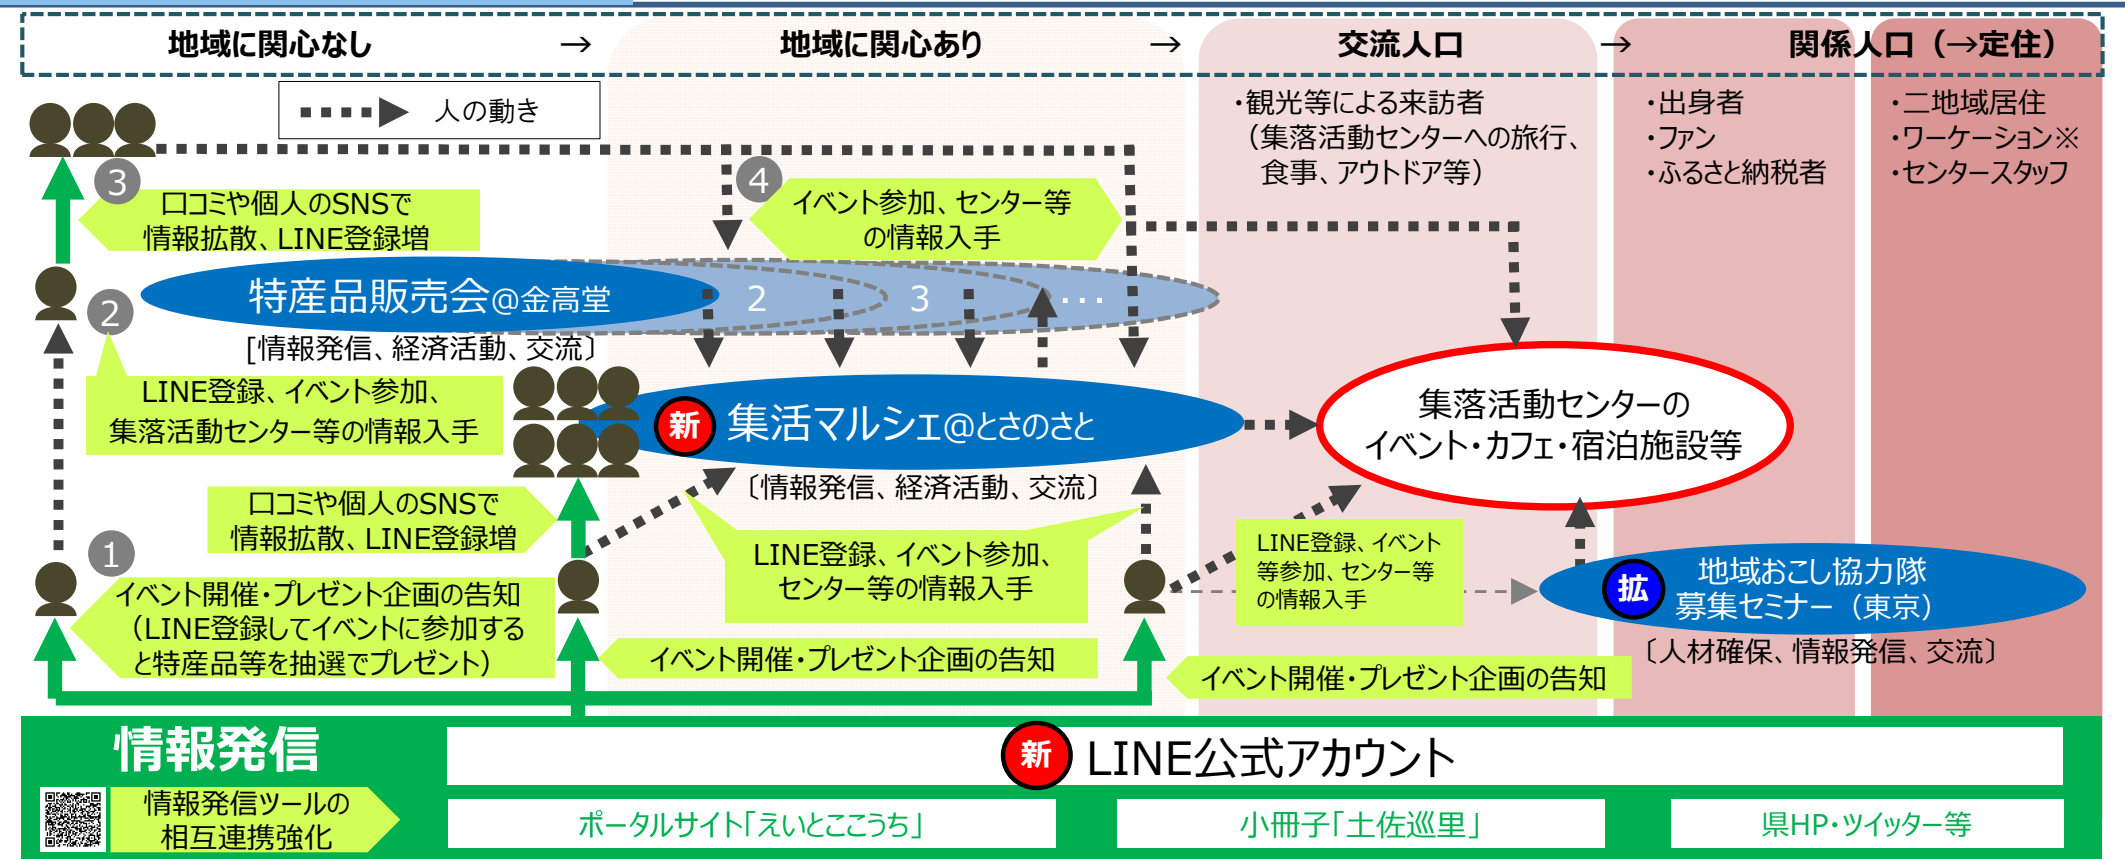 地域に関心なし → 地域に関心あり → 交流人口 → 関係人口（→定住）
人の動き
・観光等による来訪者
（集落活動センターへの旅行、
食事、アウトドア等）
・出身者
・ファン
・ふるさと納税者
・二地域居住
・ワーケーション※
・センタースタッフ
3
口コミや個人のSNSで
情報拡散、LINE登録増
4
イベント参加、センター等
の情報入手
特産品販売会@金高堂
2
3
・・・
[情報発信、経済活動、交流〕
2
LINE登録、イベント参加、
集落活動センター等の情報入手
新 集活マルシェ@とさのさと
〔情報発信、経済活動、交流〕
集落活動センターの
イベント・カフェ・宿泊施設等
口コミや個人のSNSで
情報拡散、LINE登録増
LINE登録、イベント参加、
センター等の情報入手
LINE登録、イベント
等参加、センター等
の情報入手
拡 地域おこし協力隊
募集セミナー（東京）
〔人材確保、情報発信、交流〕
1
イベント開催・プレゼント企画の告知
（LINE登録してイベントに参加する
と特産品等を抽選でプレゼント）
イベント開催・プレゼント企画の告知
イベント開催・プレゼント企画の告知
情報発信
新 LINE公式アカウント
情報発信ツールの
相互連携強化
ポータルサイト「えいとここうち」
小冊子「土佐巡里」
県HP・ツイッター等